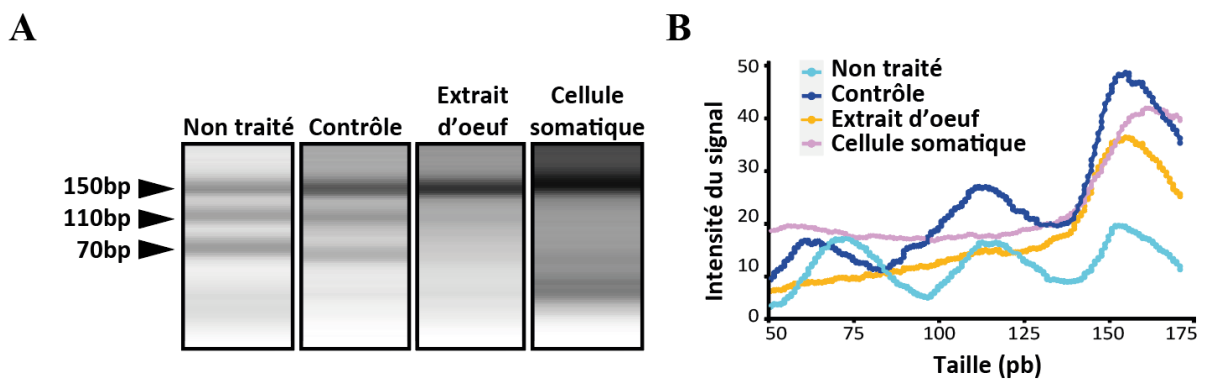 A
Non traité
Contrôle
Extrait
d'oeuf
Cellule
somatique
150bp
110bp
70bp
B
Intensité du signal
50
40
30
20
10
0
Non traité
Contrôle
Extrait d'oeuf
Cellule somatique
50
75
100
125
150
175
Taille (pb)